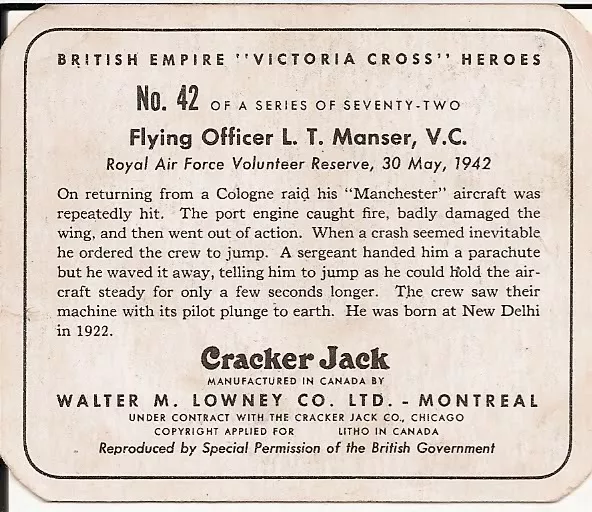 BRITISH EMPIRE "VICTORIA CROSS" HEROES
No. 42 OF A SERIES OF SEVENTY-TWO
Flying Officer L. T. Manser, V.C.
Royal Air Force Volunteer Reserve, 30 May, 1942
On returning from a Cologne raid his "Manchester" aircraft was
repeatedly hit. The port engine caught fire, badly damaged the
wing, and then went out of action. When a crash seemed inevitable
he ordered the crew to jump. A sergeant handed him a parachute
but he waved it away, telling him to jump as he could hold the air-
craft steady for only a few seconds longer. The crew saw their
machine with its pilot plunge to earth. He was born at New Delhi
in 1922.
Cracker Jack
MANUFACTURED IN CANADA BY
WALTER M. LOWNEY CO. LTD. - MONTREAL
UNDER CONTRACT WITH THE CRACKER JACK CO., CHICAGO
COPYRIGHT APPLIED FOR LITHO IN CANADA
Reproduced by Special Permission of the British Government